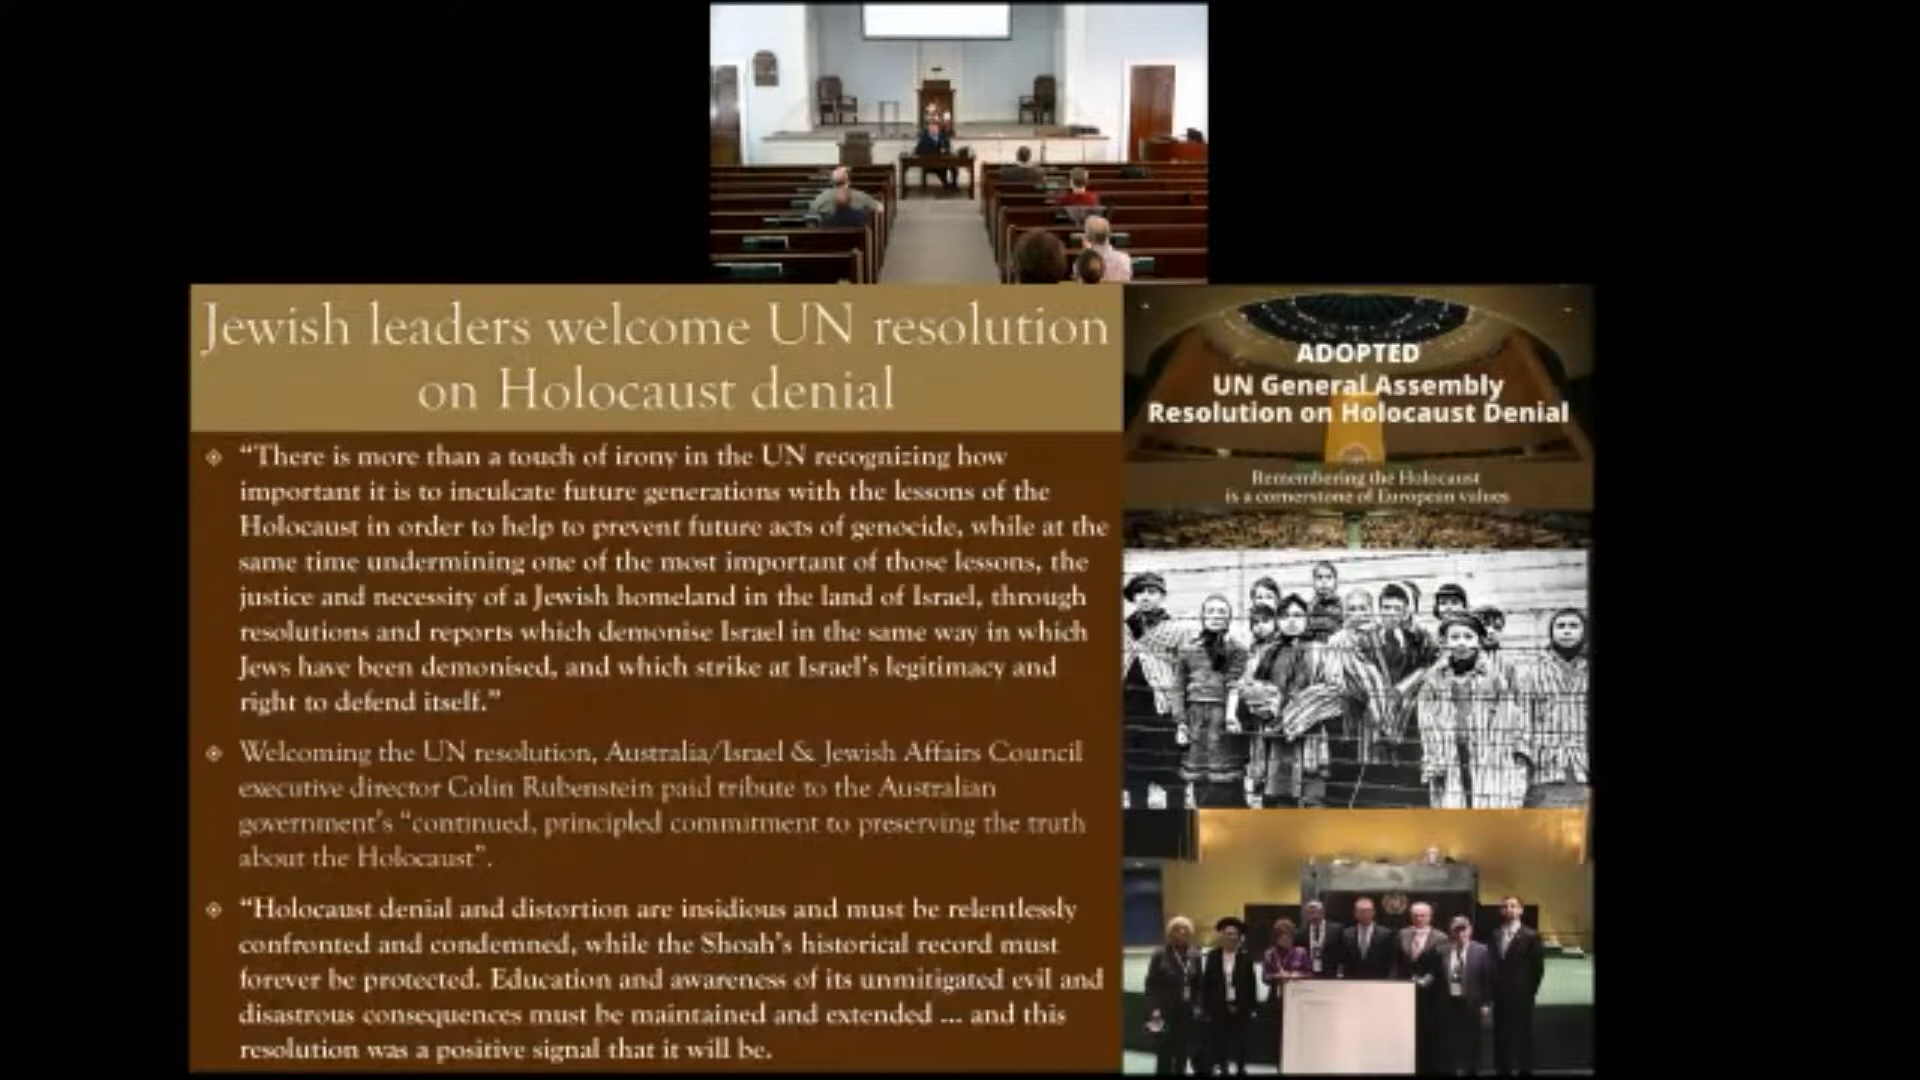 Jewish leaders welcome UN resolution
on Holocaust denial
“There is more than a touch of irony in the UN recognizing how
important it is to inculcate future generations with the lessons of the
Holocaust in order to help to prevent future acts of genocide, while at the
same time undermining one of the most important of those lessons, the
justice and necessity of a Jewish homeland in the land of Israel, through
resolutions and reports which demonise Israel in the same way in which
Jews have been demonised, and which strike at Israel’s legitimacy and
right to defend itself.”
Welcoming the UN resolution, Australia/Israel & Jewish Affairs Council
executive director Colin Rubenstein paid tribute to the Australian
government’s “continued, principled commitment to preserving the truth
about the Holocaust”.
“Holocaust denial and distortion are insidious and must be relentlessly
confronted and condemned, while the Shoah’s historical record must
forever be protected. Education and awareness of its unmitigated evil and
disastrous consequences must be maintained and extended ... and this
resolution was a positive signal that it will be.
ADOPTED
UN General Assembly
Resolution on Holocaust Denial
Remembering the Holocaust
is a cornerstone of European values